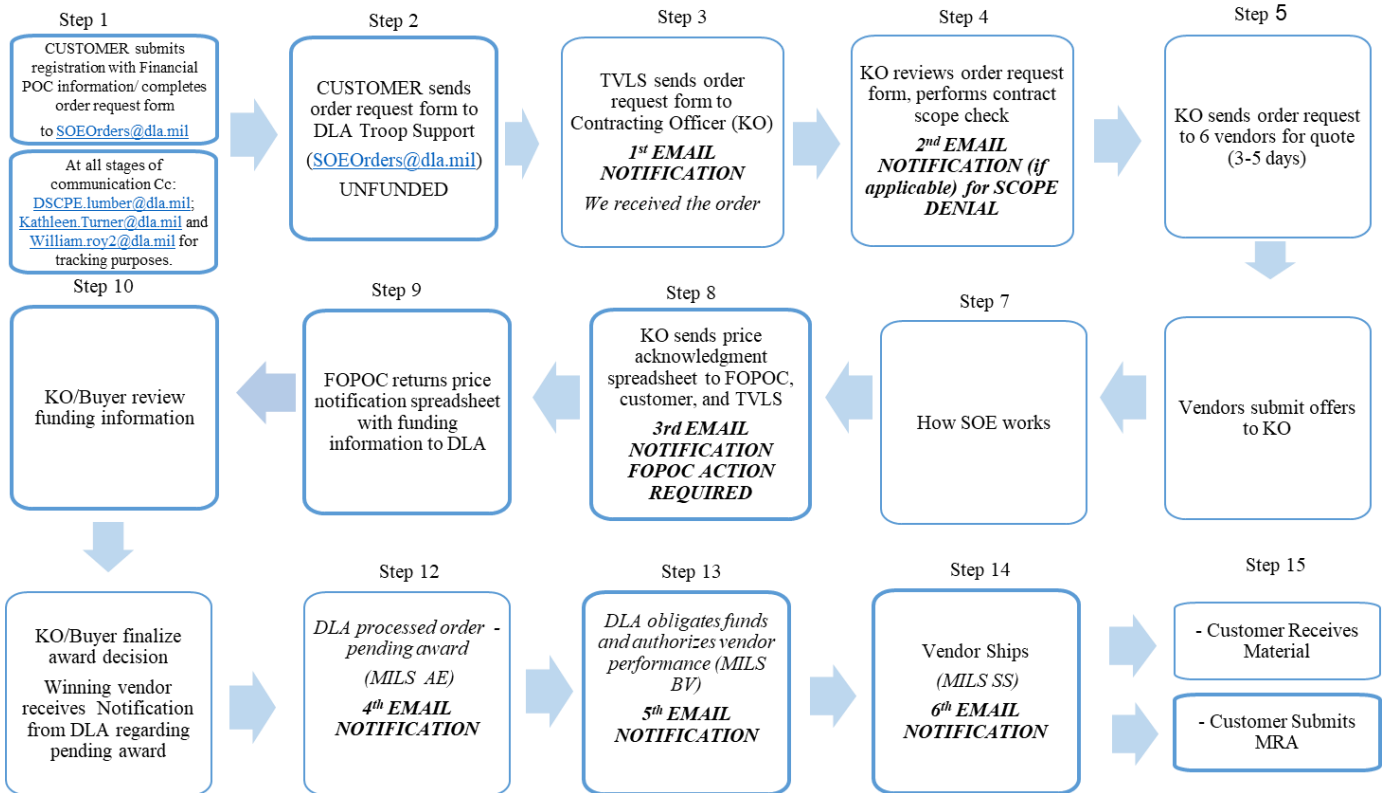 Step 1
CUSTOMER submits
registration with Financial
POC information/ completes
order request form
to SOEOrders@dla.mil
At all stages of
communication Cc:
DSCPE.lumber@dla.mil;
Kathleen.Turner@dla.mil and
William.roy2@dla.mil for
tracking purposes.
Step 2
CUSTOMER sends
order request form to
DLA Troop Support
(SOEOrders@dla.mil)
UNFUNDED
Step 3
TVLS sends order
request form to
Contracting Officer (KO)
1st EMAIL
NOTIFICATION
We received the order
Step 4
KO reviews order request
form, performs contract
scope check
2nd EMAIL
NOTIFICATION (if
applicable) for SCOPE
DENIAL
Step 5
KO sends order request
to 6 vendors for quote
(3-5 days)
Vendors submit offers
to KO
Step 7
How SOE works
Step 8
KO sends price
acknowledgment
spreadsheet to FOPOC,
customer, and TVLS
3rd EMAIL
NOTIFICATION
FOPOC ACTION
REQUIRED
Step 9
FOPOC returns price
notification spreadsheet
with funding
information to DLA
Step 10
KO/Buyer review
funding information
KO/Buyer finalize
award decision
Winning vendor
receives Notification
from DLA regarding
pending award
Step 12
DLA processed order -
pending award
(MILS AE)
4th EMAIL
NOTIFICATION
Step 13
DLA obligates funds
and authorizes vendor
performance (MILS
BV)
5th EMAIL
NOTIFICATION
Step 14
Vendor Ships
(MILS SS)
6th EMAIL
NOTIFICATION
Step 15
- Customer Receives
Material
- Customer Submits
MRA